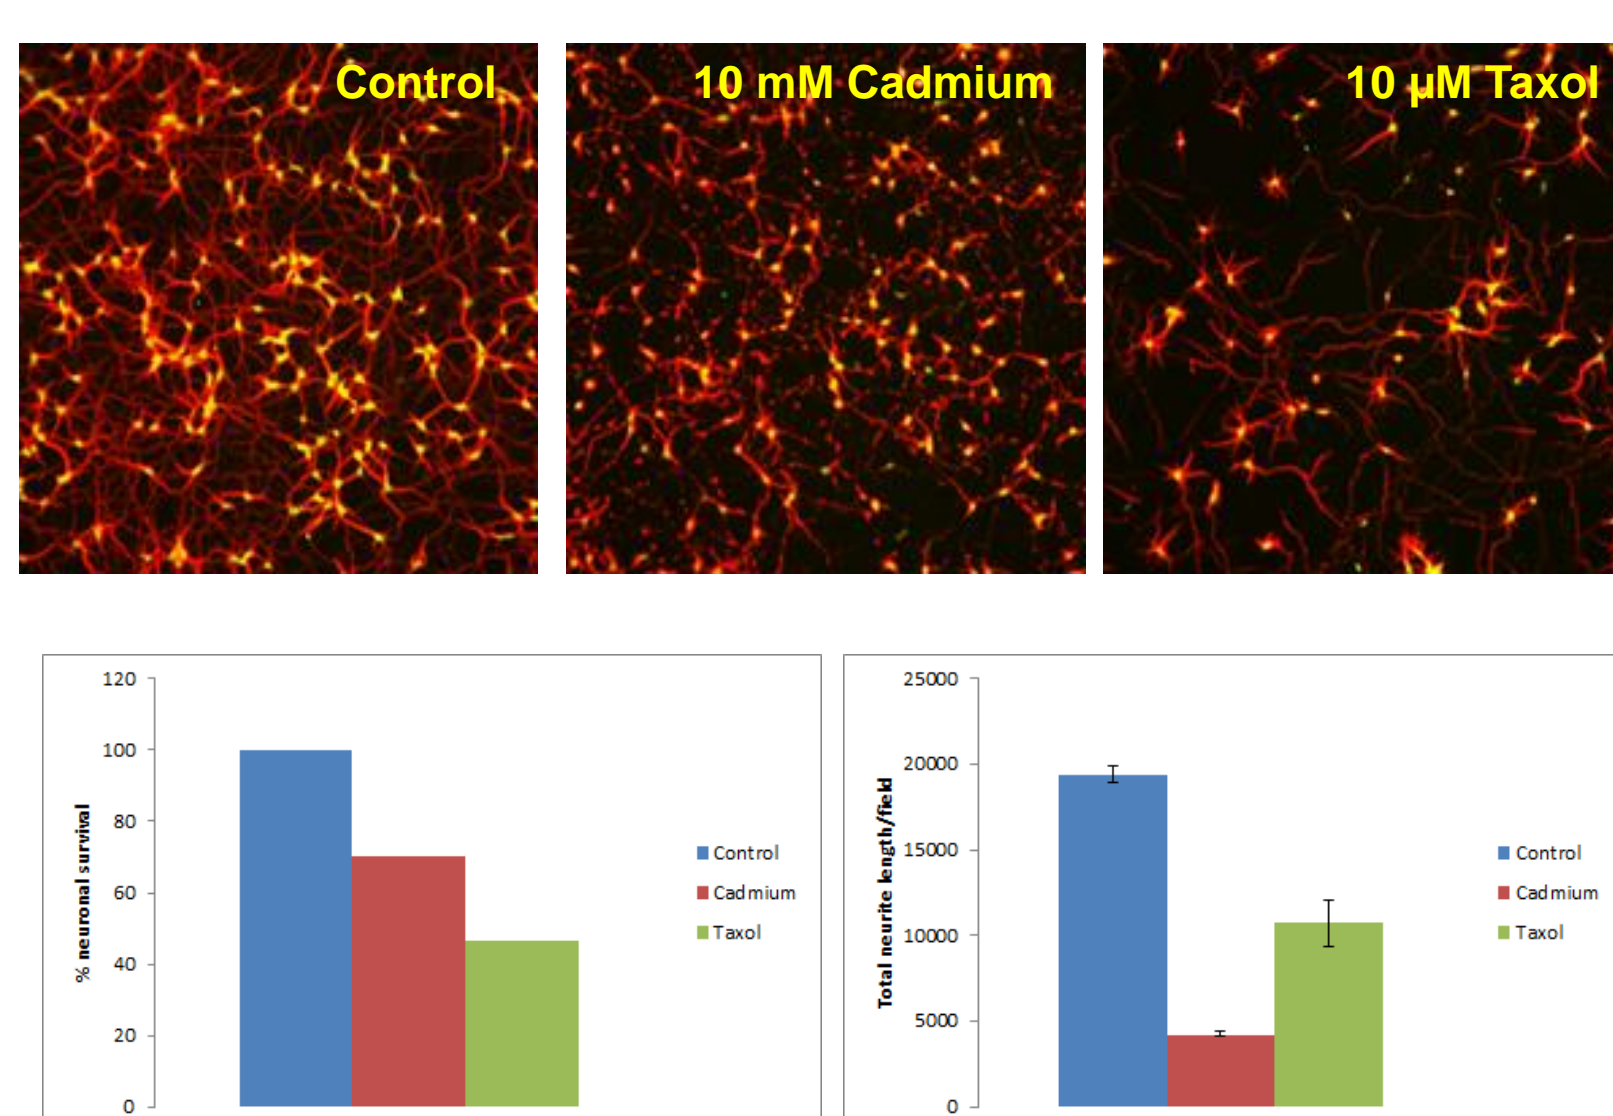 Control
10 mM Cadmium
10 µM Taxol
120
100
80
60
40
20
0
% neuronal survival
Control
Cadmium
Taxol
25000
20000
15000
10000
5000
0
Total neurite length/field
Control
Cadmium
Taxol